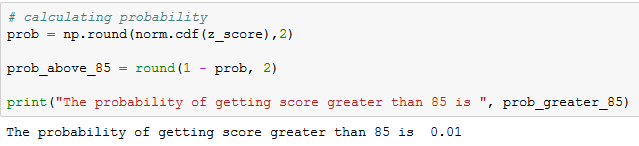 # calculating probability
prob = np.round(norm.cdf(z_score),2)
prob_above_85 = round(1 - prob, 2)
print("The probability of getting score greater than 85 is ", prob_greater_85)
The probability of getting score greater than 85 is  0.01